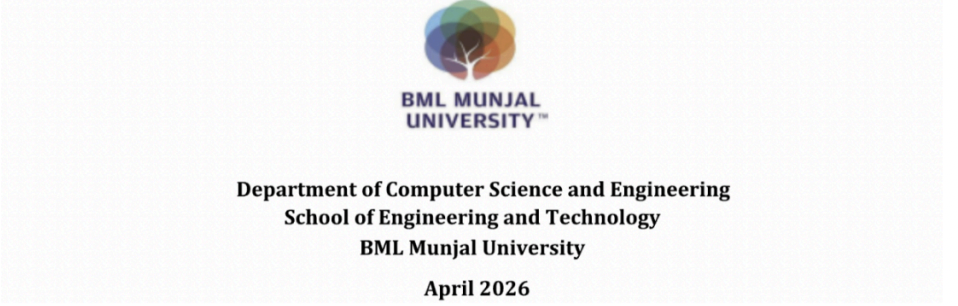 BML MUNJAL
UNIVERSITY™
Department of Computer Science and Engineering
School of Engineering and Technology
BML Munjal University
April 2026